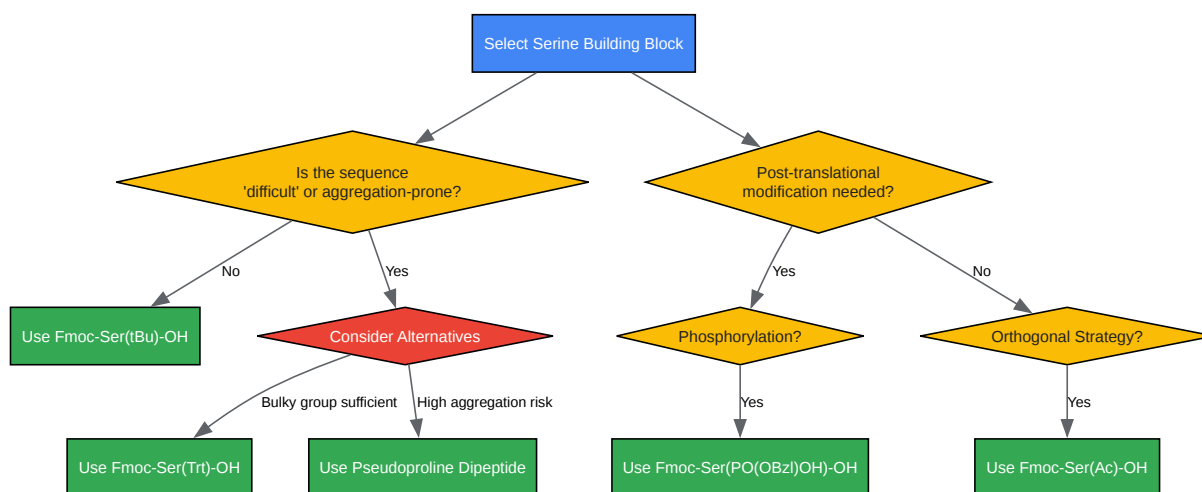 Select Serine Building Block
Is the sequence
'difficult' or aggregation-prone?
Post-translational
modification needed?
No
Yes
Yes
No
Use Fmoc-Ser(tBu)-OH
Consider Alternatives
Phosphorylation?
Orthogonal Strategy?
Bulky group sufficient
High aggregation risk
Yes
Yes
Use Fmoc-Ser(Trt)-OH
Use Pseudoproline Dipeptide
Use Fmoc-Ser(PO(OBzl)OH)-OH
Use Fmoc-Ser(Ac)-OH